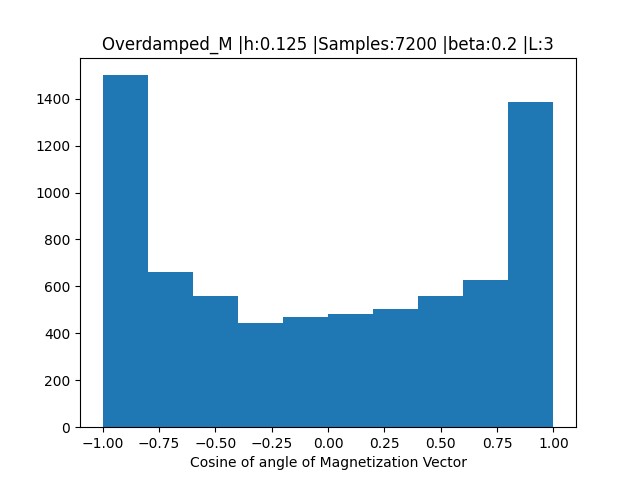 Overdamped_M |h:0.125 |Samples:7200 |beta:0.2 |L:3
1400
1200
1000
800
600
400
200
0
−1.00 −0.75 −0.50 −0.25 0.00 0.25 0.50 0.75 1.00
Cosine of angle of Magnetization Vector